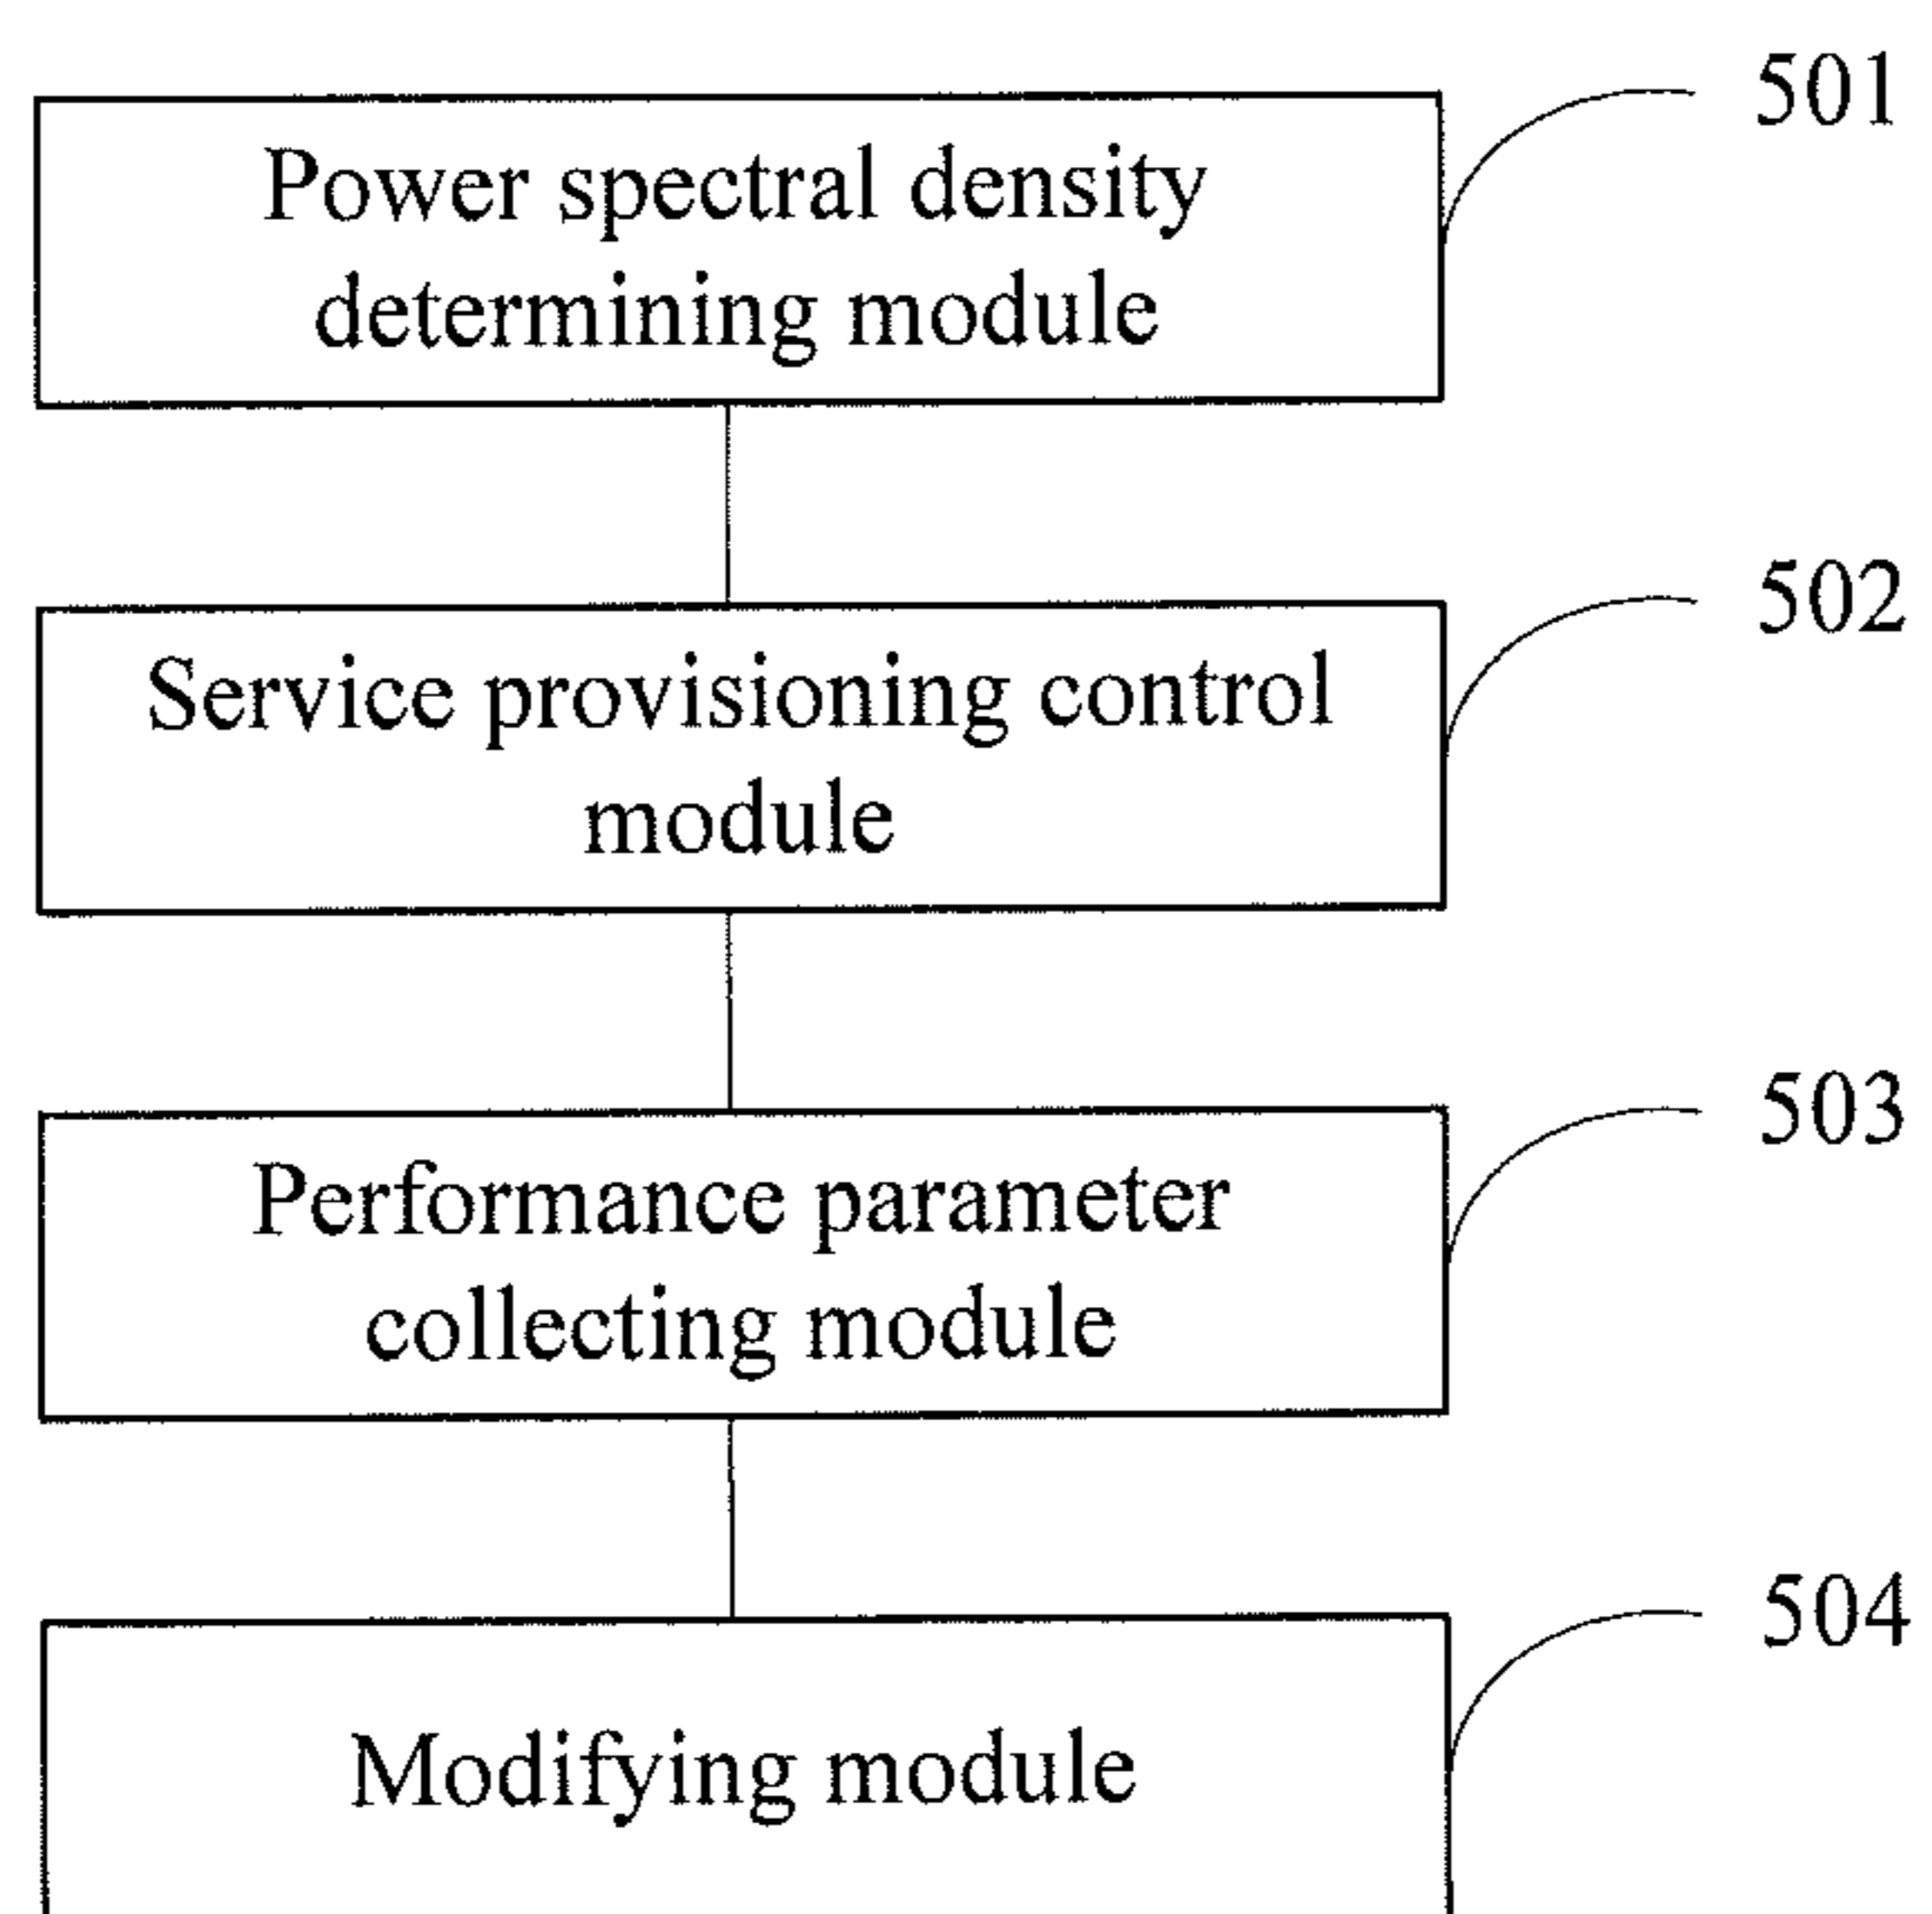 501
Power spectral density
determining module
502
Service provisioning control
module
503
Performance parameter
collecting module
504
Modifying module